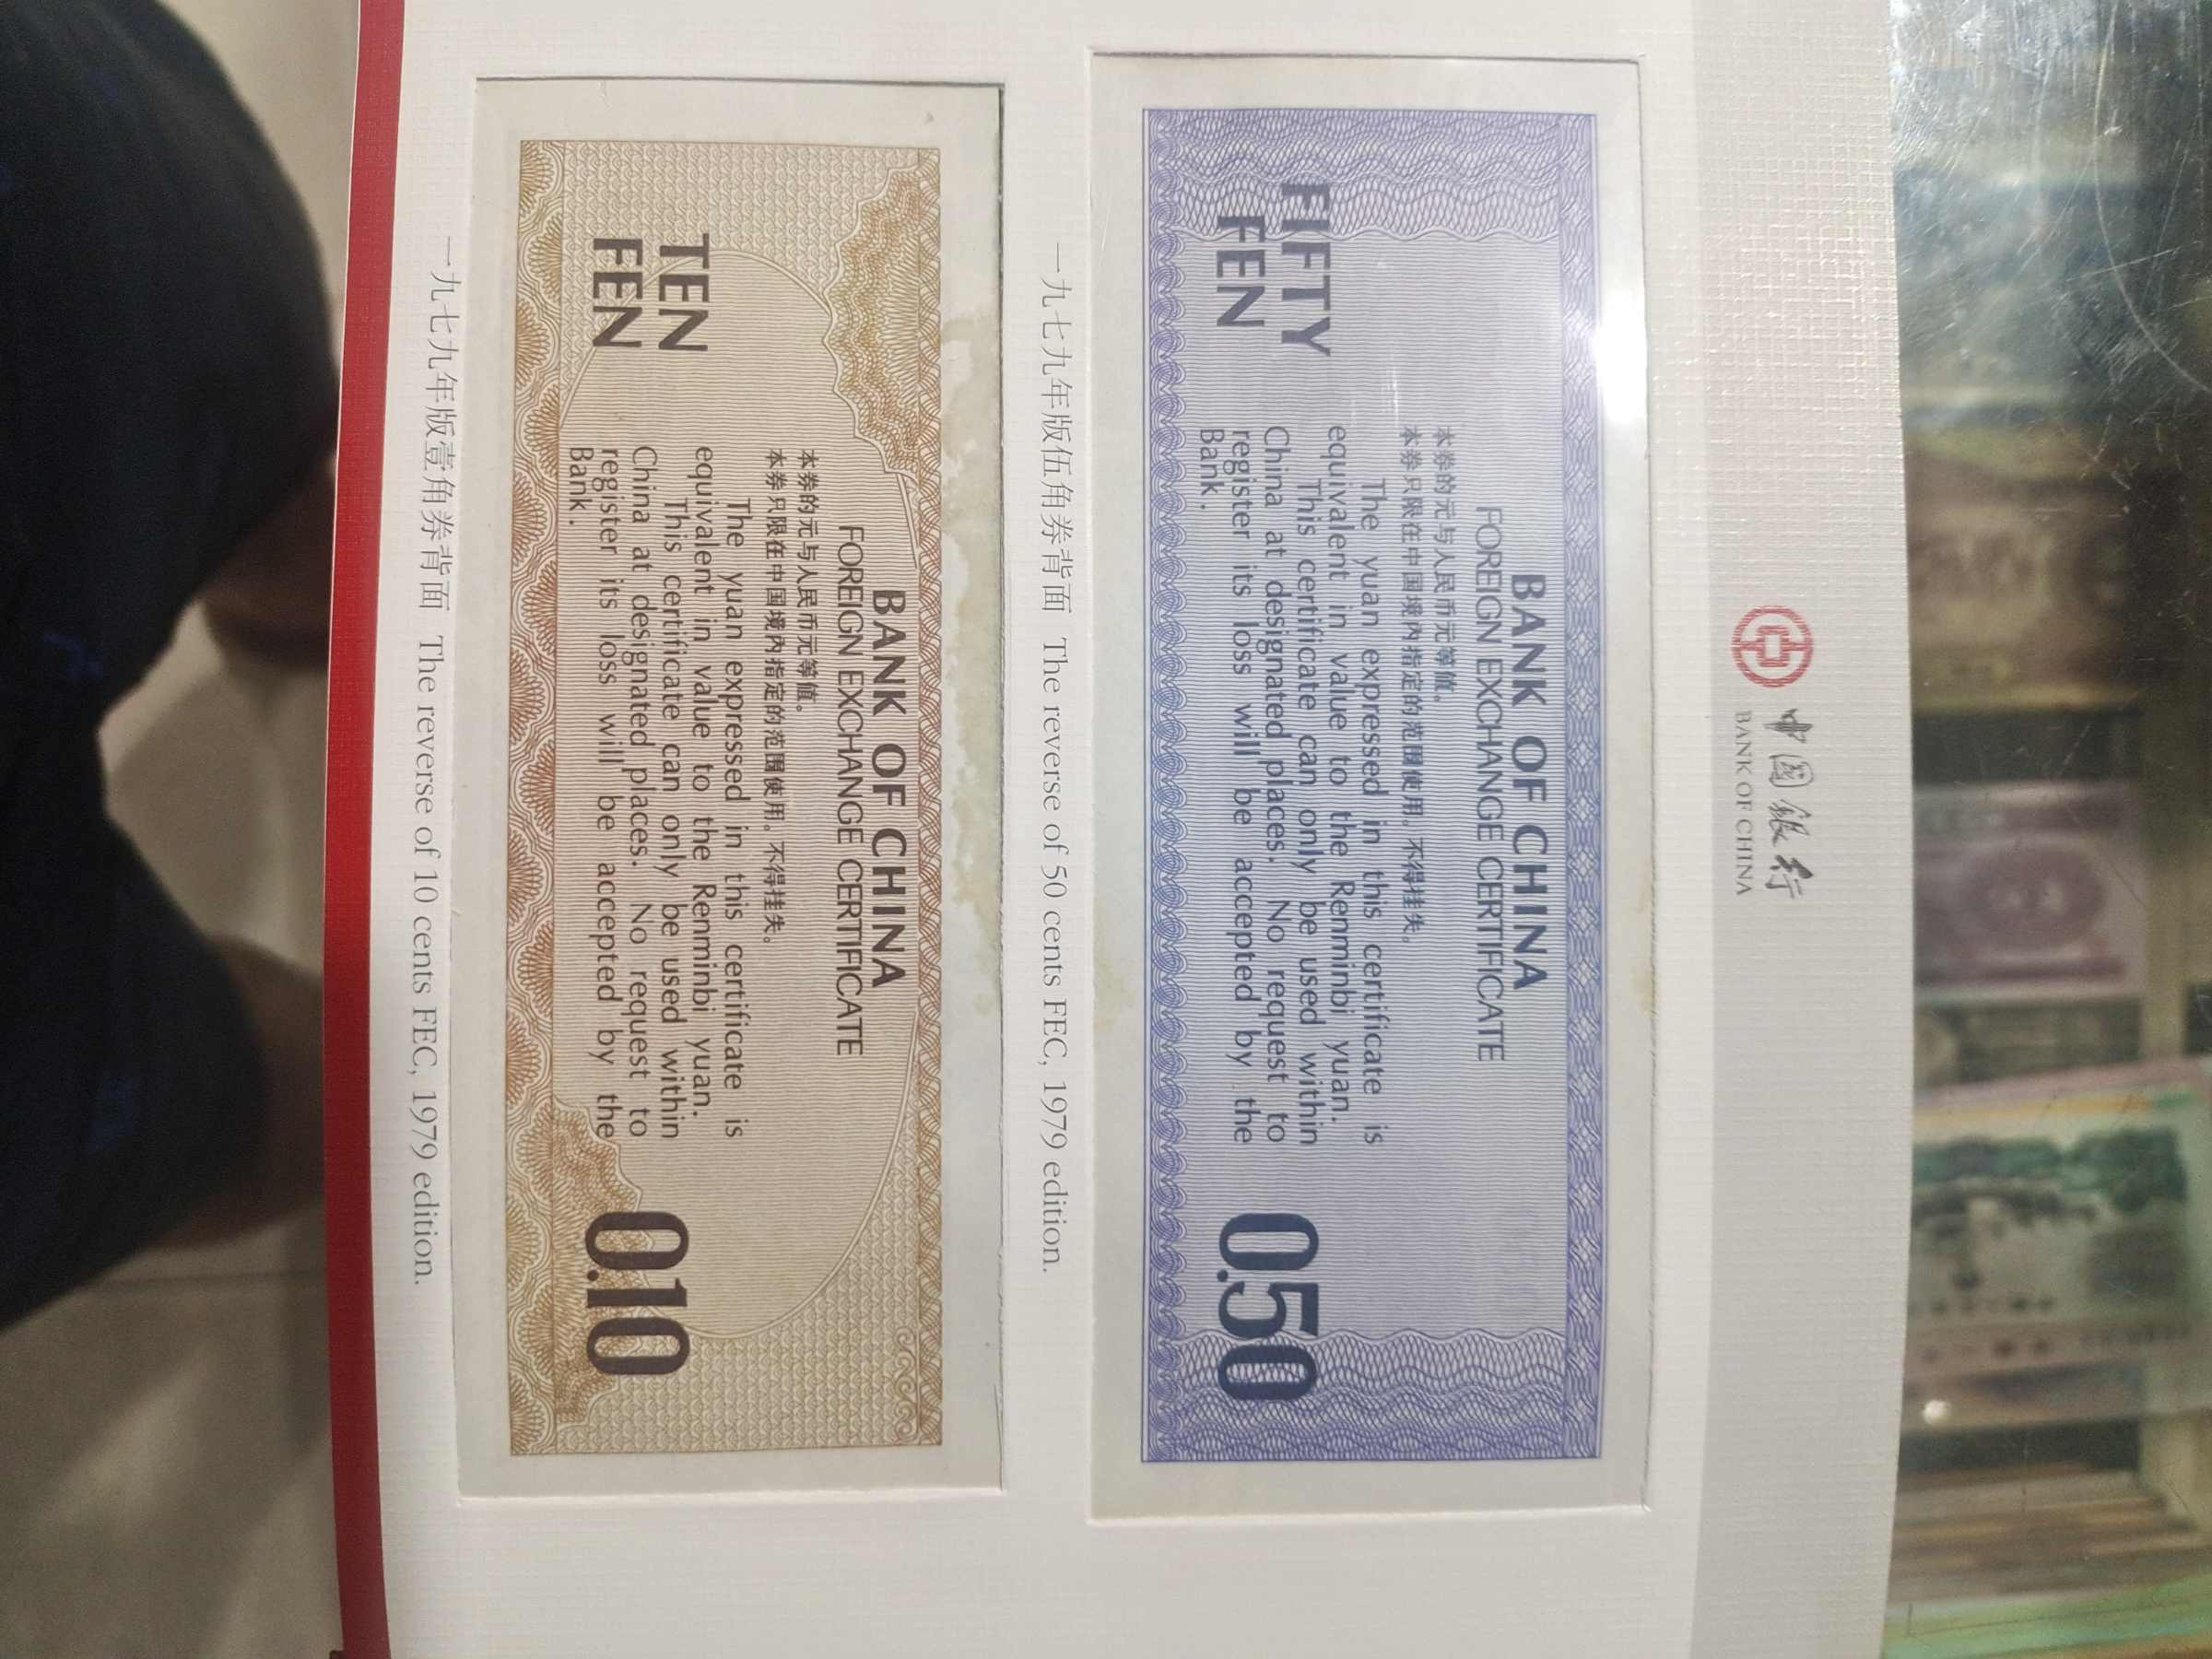 中国銀行
BANK OF CHINA
BANK OF CHINA
FOREIGN EXCHANGE CERTIFICATE
本券的元与人民币元等值。
本券只限在中国境内指定的范围使用。不得挂失。
FIFTY
FEN
The yuan expressed in this certificate is
equivalent in value to the Renminbi yuan.
This certificate can only be used within
China at designated places. No request to
register its loss will be accepted by the
Bank.
0.50
一九七九年版伍角券背面 The reverse of 50 cents FEC, 1979 edition.
BANK OF CHINA
FOREIGN EXCHANGE CERTIFICATE
本券的元与人民币元等值。
本券只限在中国境内指定的范围使用。不得挂失。
TEN
FEN
The yuan expressed in this certificate is
equivalent in value to the Renminbi yuan.
This certificate can only be used within
China at designated places. No request to
register its loss will be accepted by the
Bank.
0.10
一九七九年版壹角券背面 The reverse of 10 cents FEC, 1979 edition.